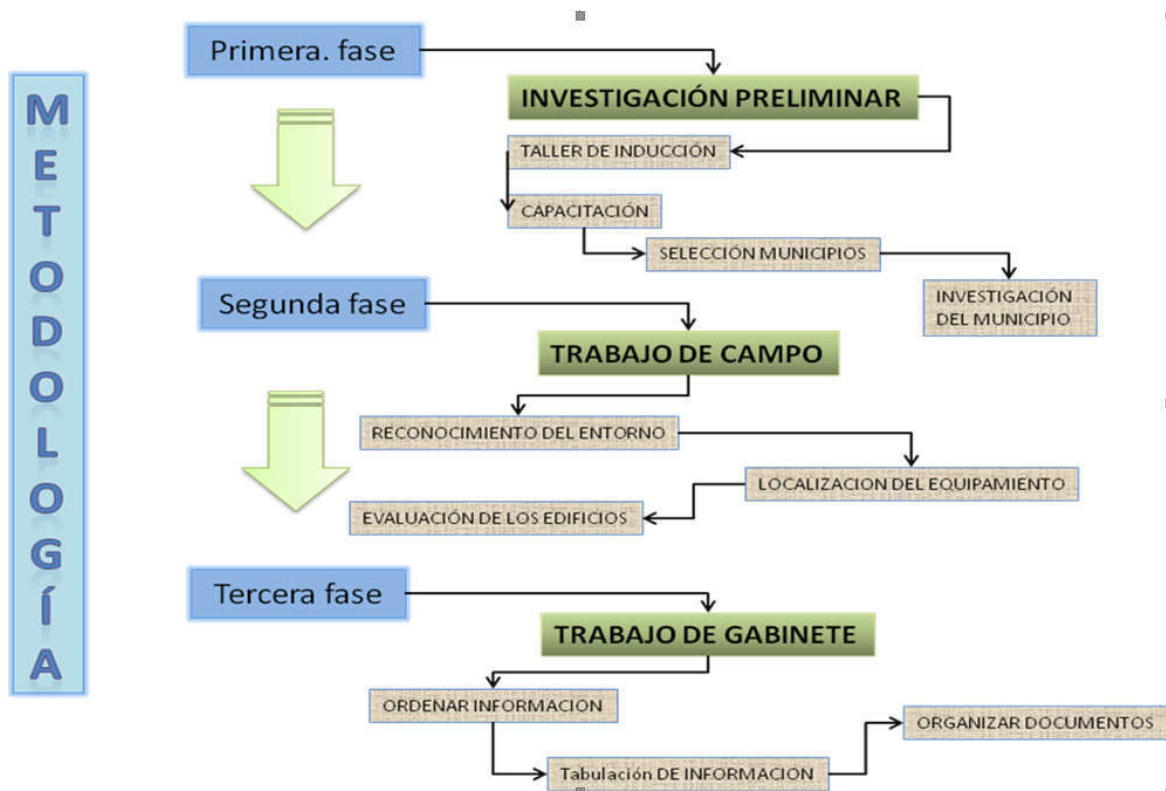 METODOLOGÍA
Primera. fase
INVESTIGACIÓN PRELIMINAR
TALLER DE INDUCCIÓN
CAPACITACIÓN
SELECCIÓN MUNICIPIOS
INVESTIGACIÓN
DEL MUNICIPIO
Segunda fase
TRABAJO DE CAMPO
RECONOCIMIENTO DEL ENTORNO
LOCALIZACION DEL EQUIPAMIENTO
EVALUACIÓN DE LOS EDIFICIOS
Tercera fase
TRABAJO DE GABINETE
ORDENAR INFORMACION
ORGANIZAR DOCUMENTOS
Tabulación DE INFORMACION